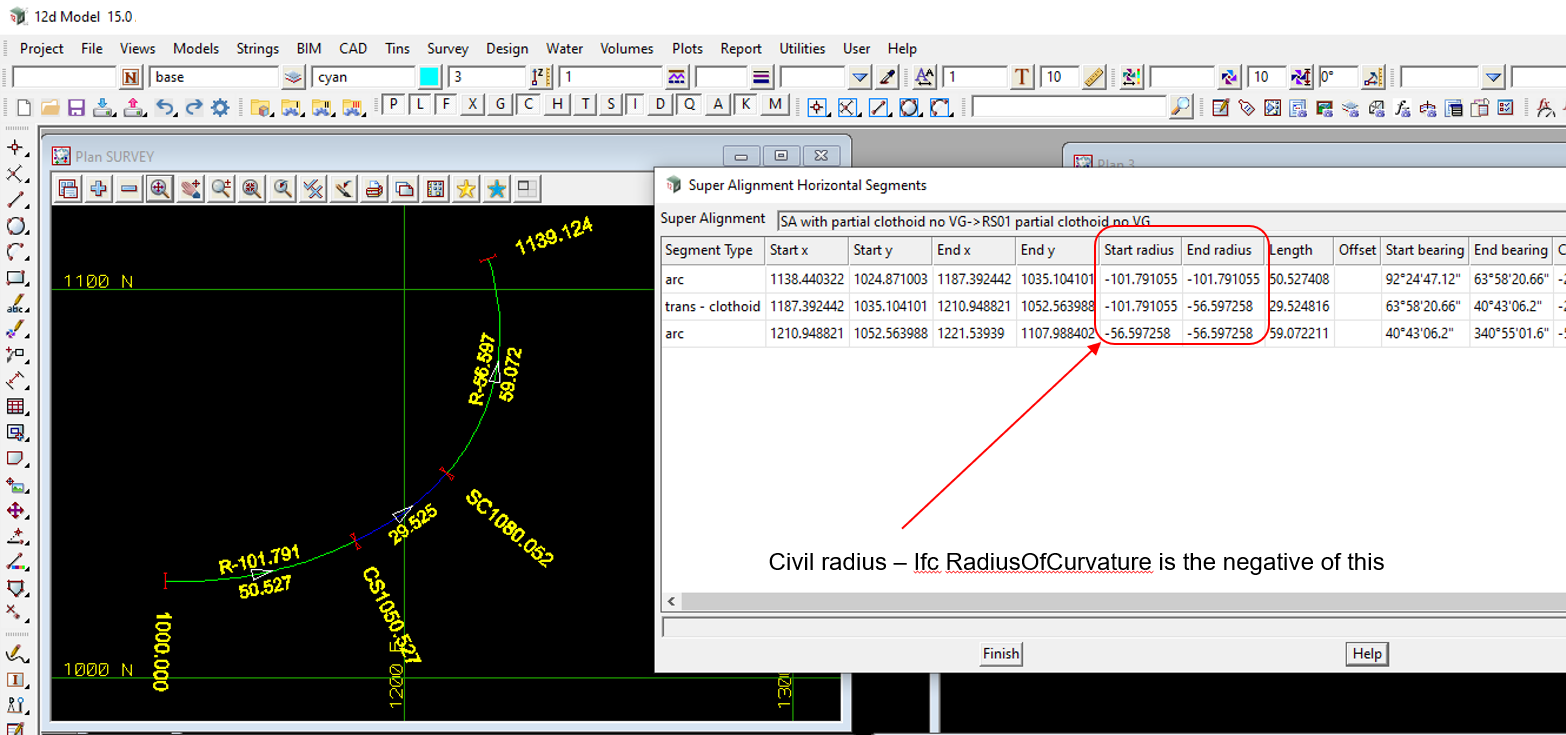 12d Model 15.0
Project File Views Models Strings BIM CAD Tins Survey Design Water Volumes Plots Report Utilities User Help
N base cyan 3 1 1 T 10 10 0°
P L F X G C H T S I D Q A K M
Plan SURVEY
Plan 3
1139.124
1100 N
R-56.597
59.072
SC1080.052
29.525
R-101.791
50.527
CS1050.527
1000.000
1000 N
1200 E
Super Alignment Horizontal Segments
Super Alignment SA with partial clothoid no VG->RS01 partial clothoid no VG
Segment Type Start x Start y End x End y Start radius End radius Length Offset Start bearing End bearing
arc 1138.440322 1024.871003 1187.392442 1035.104101 -101.791055 -101.791055 50.527408 92°24'47.12" 63°58'20.66"
trans - clothoid 1187.392442 1035.104101 1210.948821 1052.563988 -101.791055 -56.597258 29.524816 63°58'20.66" 40°43'06.2"
arc 1210.948821 1052.563988 1221.53939 1107.988402 -56.597258 -56.597258 59.072211 40°43'06.2" 340°55'01.6"
Civil radius – Ifc RadiusOfCurvature is the negative of this
Finish Help